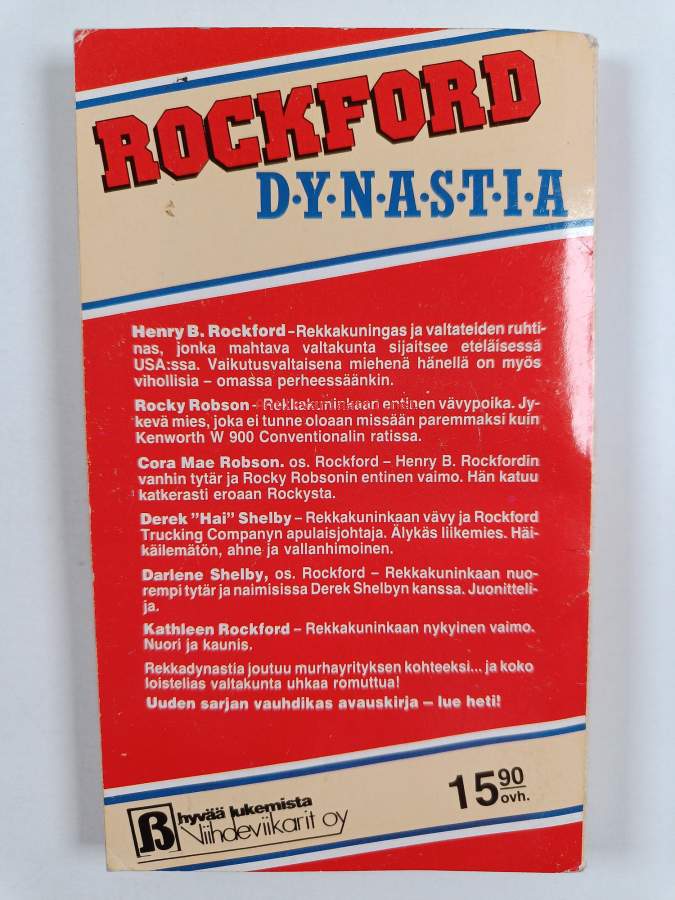 ROCKFORD
D·Y·N·A·S·T·I·A
Henry B. Rockford – Rekkakuningas ja valtateiden ruhti-
nas, jonka mahtava valtakunta sijaitsee eteläisessä
USA:ssa. Vaikutusvaltaisena miehenä hänellä on myös
vihollisia – omassa perheessäänkin.
Rocky Robson – Rekkakuninkaan entinen vävypoika. Jy-
kevä mies, joka ei tunne oloaan missään paremmaksi kuin
Kenworth W 900 Conventionalin ratissa.
Cora Mae Robson. os. Rockford – Henry B. Rockfordin
vanhin tytär ja Rocky Robsonin entinen vaimo. Hän katuu
katkerasti eroaan Rockysta.
Derek "Hai" Shelby – Rekkakuninkaan vävy ja Rockford
Trucking Companyn apulaisjohtaja. Älykäs liikemies. Häi-
käilemätön, ahne ja vallanhimoinen.
Darlene Shelby, os. Rockford – Rekkakuninkaan nuo-
rempi tytär ja naimisissa Derek Shelbyn kanssa. Juonitteli-
ja.
Kathleen Rockford – Rekkakuninkaan nykyinen vaimo.
Nuori ja kaunis.
Rekkadynastia joutuu murhayrityksen kohteeksi... ja koko
loistelias valtakunta uhkaa romuttua!
Uuden sarjan vauhdikas avauskirja – lue heti!
hyvää lukemista
Viihdeviikarit oy
15 90
ovh.